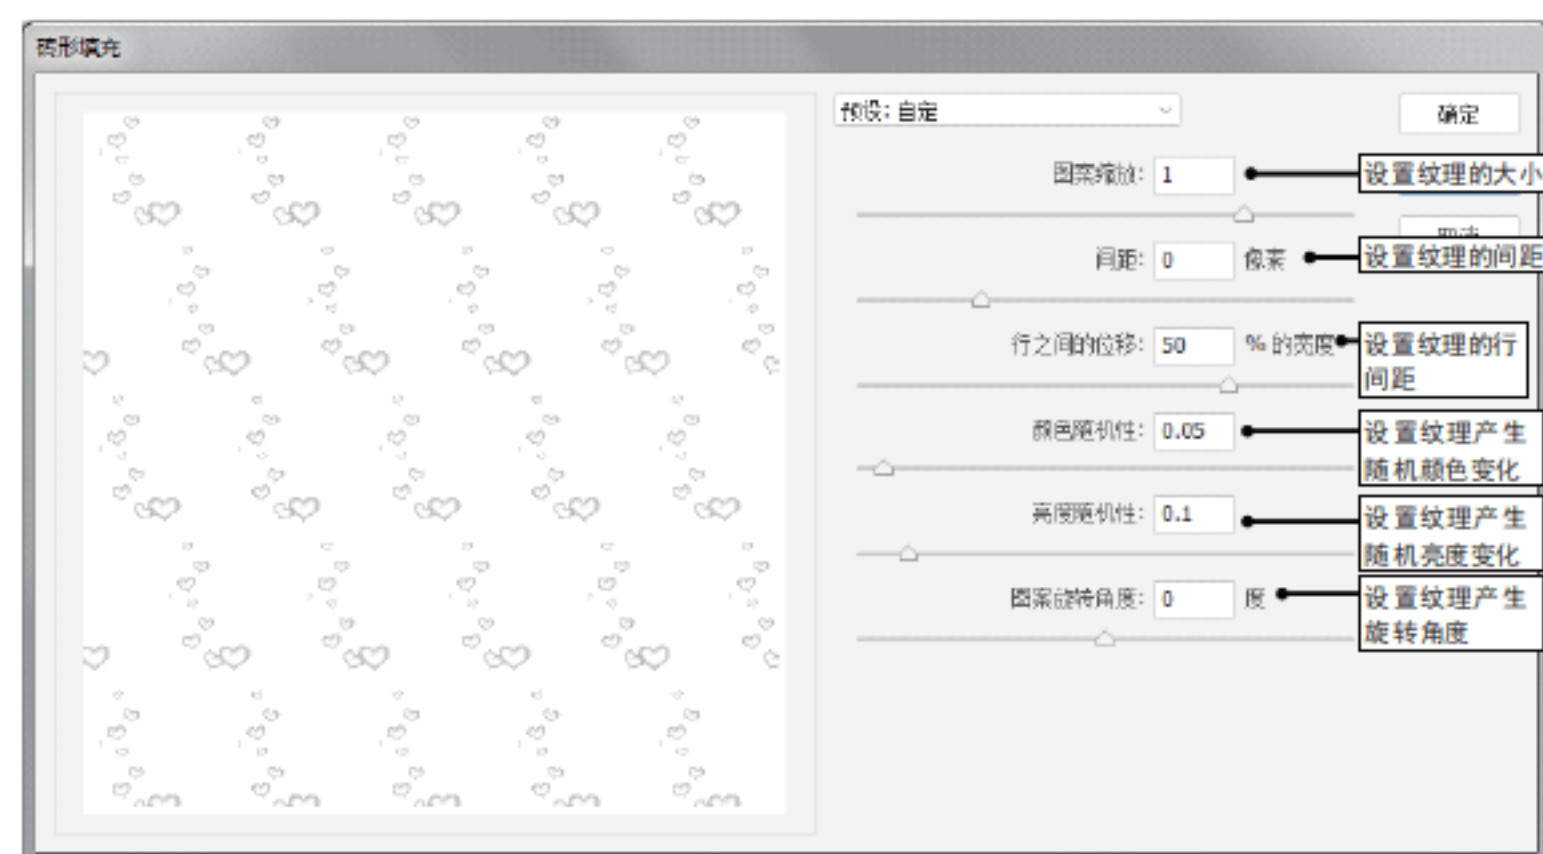 砖形填充
预设: 自定
确定
图案缩放: 1
设置纹理的大小
间距: 0 像素
设置纹理的间距
行之间的位移: 50 % 的宽度
设置纹理的行
间距
颜色随机性: 0.05
设置纹理产生
随机颜色变化
亮度随机性: 0.1
设置纹理产生
随机亮度变化
图案旋转角度: 0 度
设置纹理产生
旋转角度